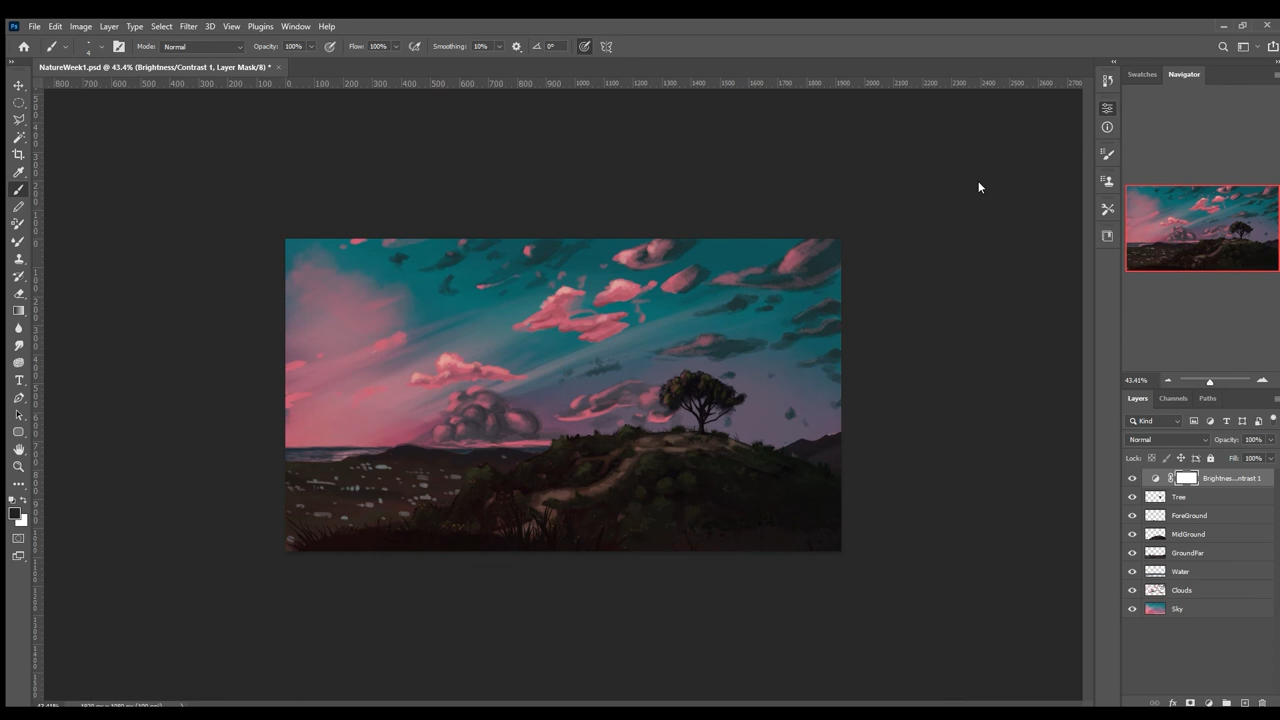 Ps File Edit Image Layer Type Select Filter 3D View Plugins Window Help
4 Mode: Normal Opacity: 100% Flow: 100% Smoothing: 10% 0°
NatureWeek1.psd @ 43.4% (Brightness/Contrast 1, Layer Mask/8) * ×
800 700 600 500 400 300 200 100 0 100 200 300 400 500 600 700 800 900 1000 1100 1200 1300 1400 1500 1600 1700 1800 1900 2000 2100 2200 2300 2400 2500 2600 2700
Swatches Navigator
43.41%
Layers Channels Paths
Kind
Normal Opacity: 100%
Lock: Fill: 100%
Brightnes...ntrast 1
Tree
ForeGround
MidGround
GroundFar
Water
Clouds
Sky
fx